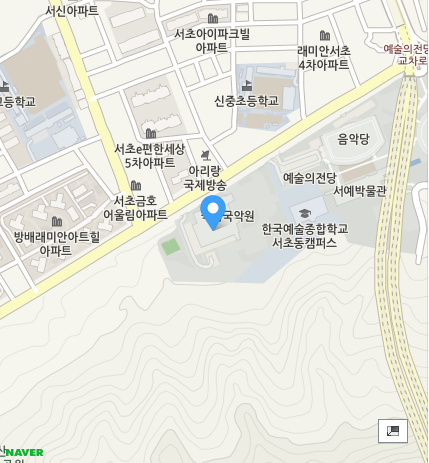 서신아파트
서초아이파크빌
아파트
래미안서초
4차아파트
예술의전당
교차로
고등학교
신중초등학교
음악당
서초e편한세상
5차아파트
아리랑
국제방송
예술의전당
서예박물관
서초금호
어울림아파트
국악원
방배래미안아트힐
아파트
한국예술종합학교
서초동캠퍼스
NAVER